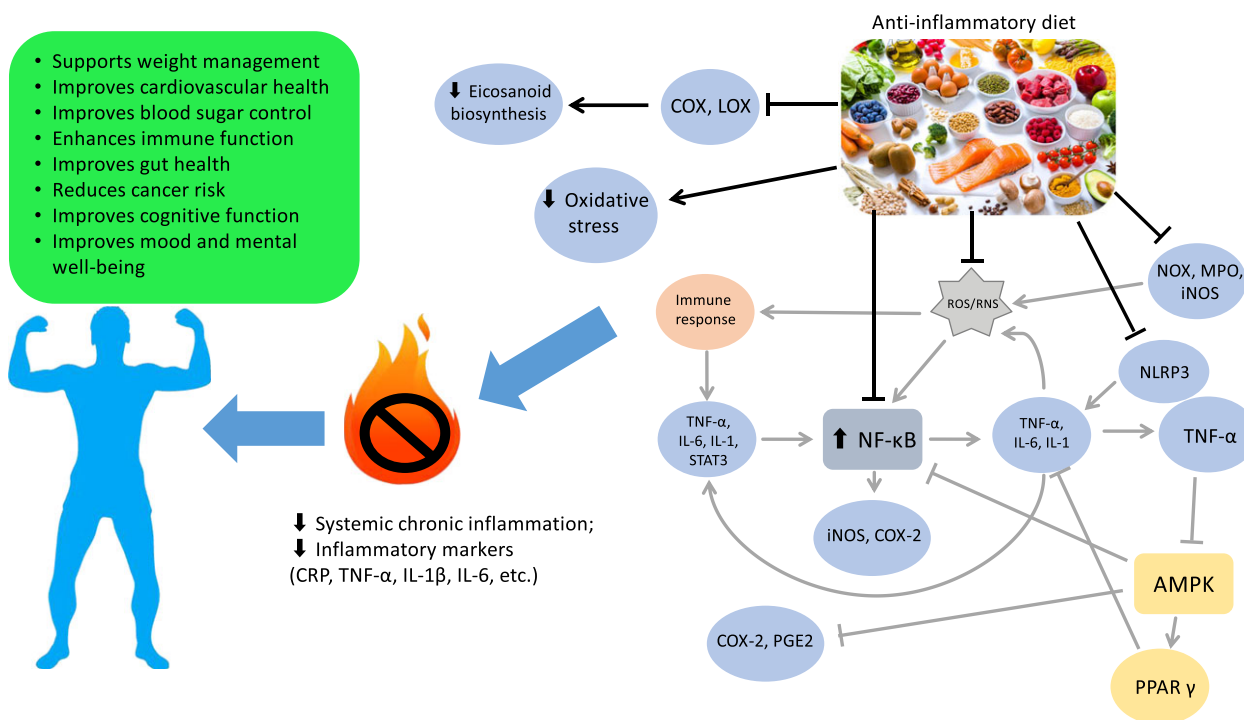 Anti-inflammatory diet
• Supports weight management
• Improves cardiovascular health
• Improves blood sugar control
• Enhances immune function
• Improves gut health
• Reduces cancer risk
• Improves cognitive function
• Improves mood and mental
well-being
⬇ Eicosanoid
biosynthesis
COX, LOX
⬇ Oxidative
stress
NOX, MPO,
iNOS
Immune
response
ROS/RNS
NLRP3
TNF-α,
IL-6, IL-1,
STAT3
⬆ NF-κB
TNF-α,
IL-6, IL-1
TNF-α
iNOS, COX-2
⬇ Systemic chronic inflammation;
⬇ Inflammatory markers
(CRP, TNF-α, IL-1β, IL-6, etc.)
AMPK
COX-2, PGE2
PPAR γ